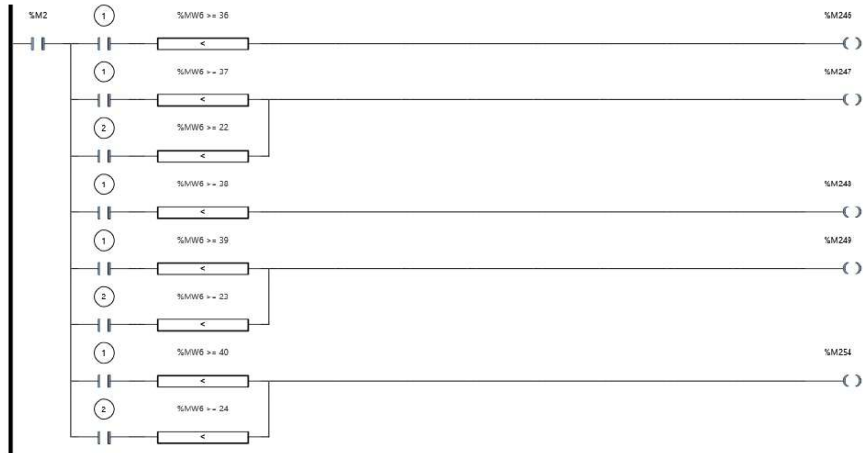 %M2 1 %MW6 >= 36 %M246
<
1 %MW6 >= 37 %M247
<
2 %MW6 >= 22
<
1 %MW6 >= 38 %M248
<
1 %MW6 >= 39 %M249
<
2 %MW6 >= 23
<
1 %MW6 >= 40 %M254
<
2 %MW6 >= 24
<